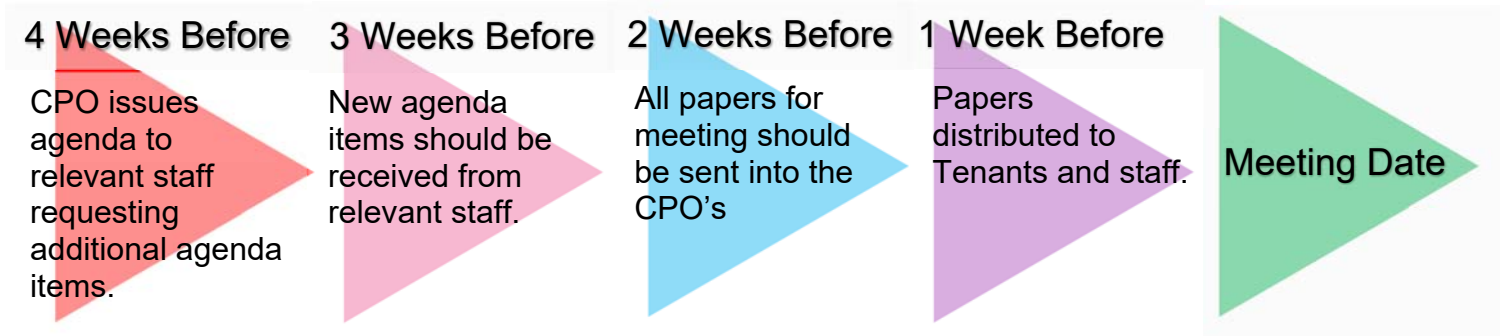 4 Weeks Before
CPO issues
agenda to
relevant staff
requesting
additional agenda
items.
3 Weeks Before
New agenda
items should be
received from
relevant staff.
2 Weeks Before
All papers for
meeting should
be sent into the
CPO’s
1 Week Before
Papers
distributed to
Tenants and staff.
Meeting Date